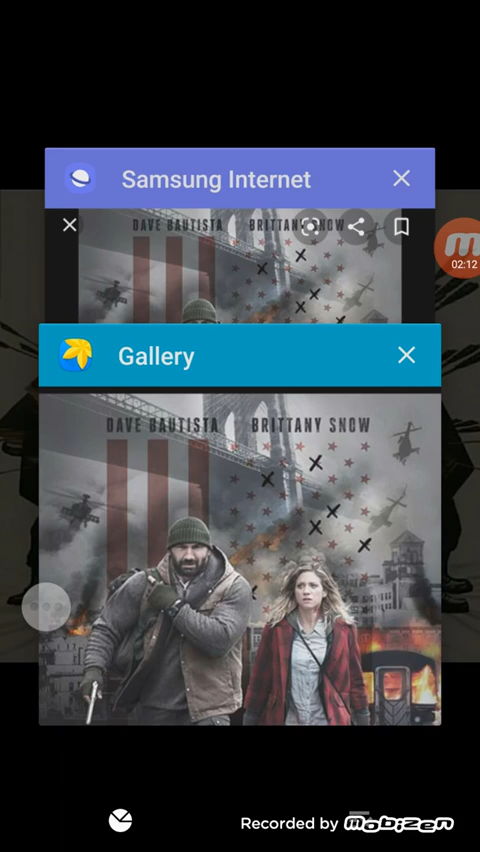 Samsung Internet
DAVE BAUTISTA BRITTANY SNOW
02:12
Gallery
DAVE BAUTISTA BRITTANY SNOW
Recorded by mobizen